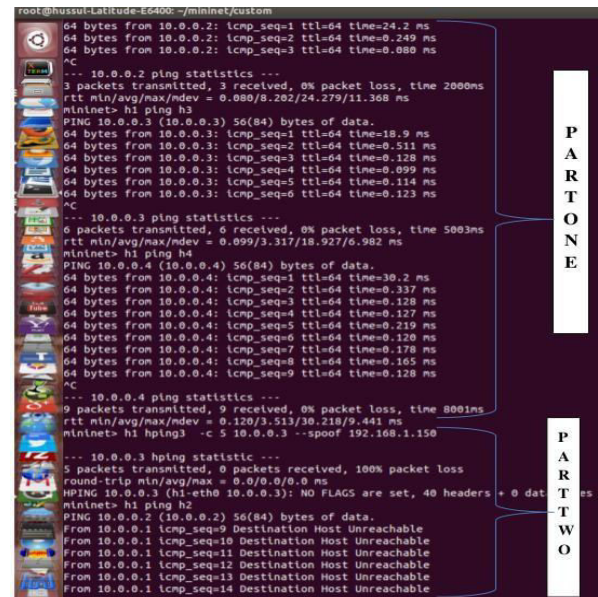 root@hussul-Latitude-E6400: ~/mininet/custom
64 bytes from 10.0.0.2: icmp_seq=1 ttl=64 time=24.2 ms
64 bytes from 10.0.0.2: icmp_seq=2 ttl=64 time=0.249 ms
64 bytes from 10.0.0.2: icmp_seq=3 ttl=64 time=0.080 ms
^C
--- 10.0.0.2 ping statistics ---
3 packets transmitted, 3 received, 0% packet loss, time 2000ms
rtt min/avg/max/mdev = 0.080/8.202/24.279/11.368 ms
mininet> h1 ping h3
PING 10.0.0.3 (10.0.0.3) 56(84) bytes of data.
64 bytes from 10.0.0.3: icmp_seq=1 ttl=64 time=18.9 ms
64 bytes from 10.0.0.3: icmp_seq=2 ttl=64 time=0.511 ms
64 bytes from 10.0.0.3: icmp_seq=3 ttl=64 time=0.128 ms
64 bytes from 10.0.0.3: icmp_seq=4 ttl=64 time=0.099 ms
64 bytes from 10.0.0.3: icmp_seq=5 ttl=64 time=0.114 ms
64 bytes from 10.0.0.3: icmp_seq=6 ttl=64 time=0.123 ms
^C
--- 10.0.0.3 ping statistics ---
6 packets transmitted, 6 received, 0% packet loss, time 5003ms
rtt min/avg/max/mdev = 0.099/3.317/18.927/6.982 ms
mininet> h1 ping h4
PING 10.0.0.4 (10.0.0.4) 56(84) bytes of data.
64 bytes from 10.0.0.4: icmp_seq=1 ttl=64 time=30.2 ms
64 bytes from 10.0.0.4: icmp_seq=2 ttl=64 time=0.337 ms
64 bytes from 10.0.0.4: icmp_seq=3 ttl=64 time=0.128 ms
64 bytes from 10.0.0.4: icmp_seq=4 ttl=64 time=0.127 ms
64 bytes from 10.0.0.4: icmp_seq=5 ttl=64 time=0.219 ms
64 bytes from 10.0.0.4: icmp_seq=6 ttl=64 time=0.120 ms
64 bytes from 10.0.0.4: icmp_seq=7 ttl=64 time=0.178 ms
64 bytes from 10.0.0.4: icmp_seq=8 ttl=64 time=0.165 ms
64 bytes from 10.0.0.4: icmp_seq=9 ttl=64 time=0.128 ms
^C
--- 10.0.0.4 ping statistics ---
9 packets transmitted, 9 received, 0% packet loss, time 8001ms
rtt min/avg/max/mdev = 0.120/3.513/30.218/9.441 ms
mininet> h1 hping3 -c 5 10.0.0.3 --spoof 192.168.1.150
--- 10.0.0.3 hping statistic ---
5 packets transmitted, 0 packets received, 100% packet loss
round-trip min/avg/max = 0.0/0.0/0.0 ms
HPING 10.0.0.3 (h1-eth0 10.0.0.3): NO FLAGS are set, 40 headers + 0 data
mininet> h1 ping h2
PING 10.0.0.2 (10.0.0.2) 56(84) bytes of data.
From 10.0.0.1 icmp_seq=9 Destination Host Unreachable
From 10.0.0.1 icmp_seq=10 Destination Host Unreachable
From 10.0.0.1 icmp_seq=11 Destination Host Unreachable
From 10.0.0.1 icmp_seq=12 Destination Host Unreachable
From 10.0.0.1 icmp_seq=13 Destination Host Unreachable
From 10.0.0.1 icmp_seq=14 Destination Host Unreachable
PART ONE
PART TWO